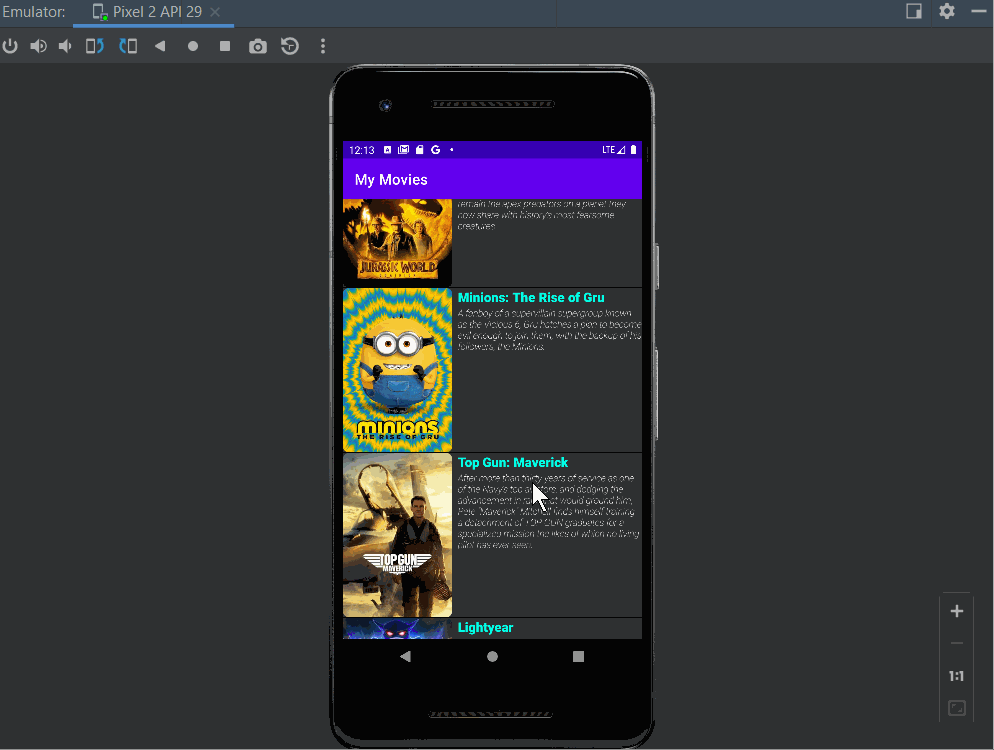 Emulator: Pixel 2 API 29
12:13 LTE
My Movies
remain the apex predators on a planet they
now share with history's most fearsome
creatures.
JURASSIC WORLD
Minions: The Rise of Gru
A fanboy of a supervillain supergroup known
as the Vicious 6, Gru hatches a plan to become
evil enough to join them, with the backup of his
followers, the Minions.
MINIONS
THE RISE OF GRU
Top Gun: Maverick
After more than thirty years of service as one
of the Navy's top aviators, and dodging the
advancement in rank that would ground him,
Pete "Maverick" Mitchell finds himself training
a detachment of TOP GUN graduates for a
specialized mission the likes of which no living
pilot has ever seen.
TOP GUN
MAVERICK
Lightyear
1:1